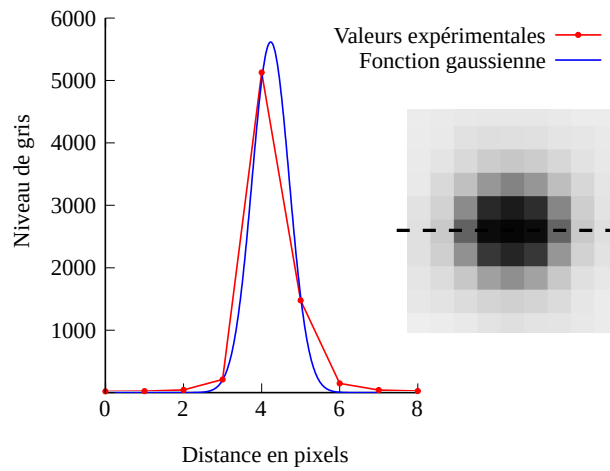 Valeurs expérimentales
Fonction gaussienne
Niveau de gris
6000
5000
4000
3000
2000
1000
0 2 4 6 8
Distance en pixels